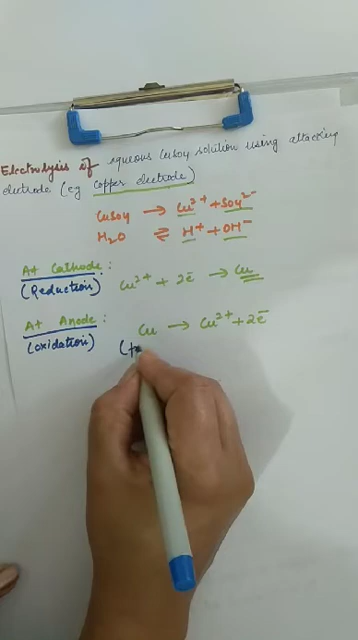 Electrolysis of aqueous CuSO4 solution using attacking
electrode (eg Copper electrode)
CuSO4 → Cu²⁺ + SO4²⁻
H₂O ⇌ H⁺ + OH⁻
At Cathode :
(Reduction) Cu²⁺ + 2e⁻ → Cu
At Anode :
(Oxidation) Cu → Cu²⁺ + 2e⁻